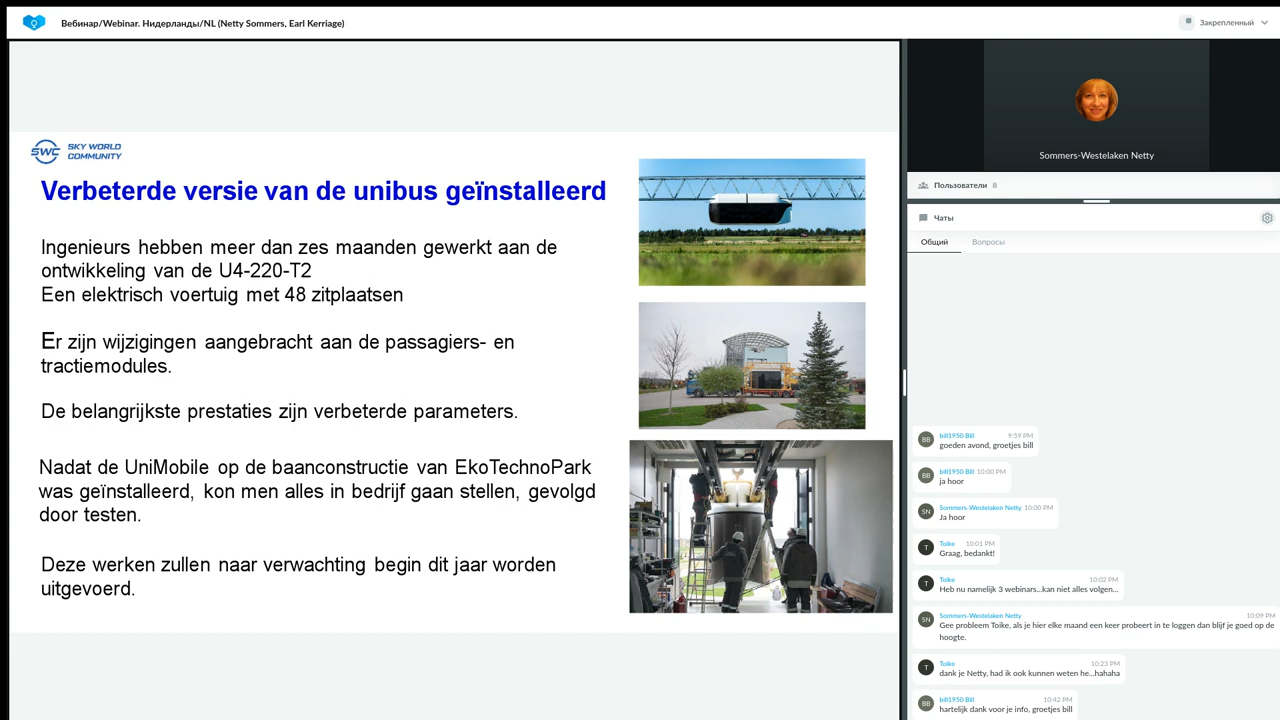 Вебинар/Webinar. Нидерланды/NL (Netty Sommers, Earl Kerriage)
Закрепленный
SWC SKY WORLD
COMMUNITY
Verbeterde versie van de unibus geïnstalleerd
Ingenieurs hebben meer dan zes maanden gewerkt aan de
ontwikkeling van de U4-220-T2
Een elektrisch voertuig met 48 zitplaatsen
Er zijn wijzigingen aangebracht aan de passagiers- en
tractiemodules.
De belangrijkste prestaties zijn verbeterde parameters.
Nadat de UniMobile op de baanconstructie van EkoTechnoPark
was geïnstalleerd, kon men alles in bedrijf gaan stellen, gevolgd
door testen.
Deze werken zullen naar verwachting begin dit jaar worden
uitgevoerd.
Sommers-Westelaken Netty
Пользователи 8
Чаты
Общий Вопросы
BB bill1950 Bill 9:59 PM
goeden avond, groetjes bill
BB bill1950 Bill 10:00 PM
ja hoor
SN Sommers-Westelaken Netty 10:00 PM
Ja hoor
T Toike 10:01 PM
Graag, bedankt!
T Toike 10:02 PM
Heb nu namelijk 3 webinars...kan niet alles volgen...
SN Sommers-Westelaken Netty 10:09 PM
Gee probleem Toike, als je hier elke maand een keer probeert in te loggen dan blijf je goed op de
hoogte.
T Toike 10:23 PM
dank je Netty, had ik ook kunnen weten he...hahaha
BB bill1950 Bill 10:42 PM
hartelijk dank voor je info, groetjes bill